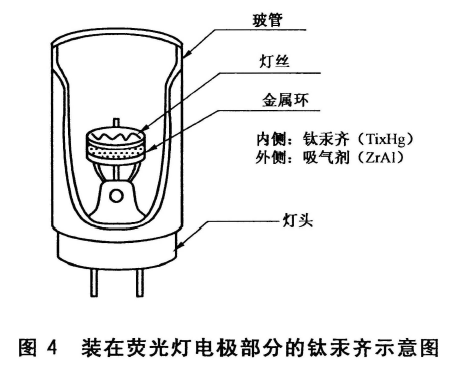 玻管
灯丝
金属环
内侧：钛汞齐（TixHg）
外侧：吸气剂（ZrAl）
灯头
图 4 装在荧光灯电极部分的钛汞齐示意图